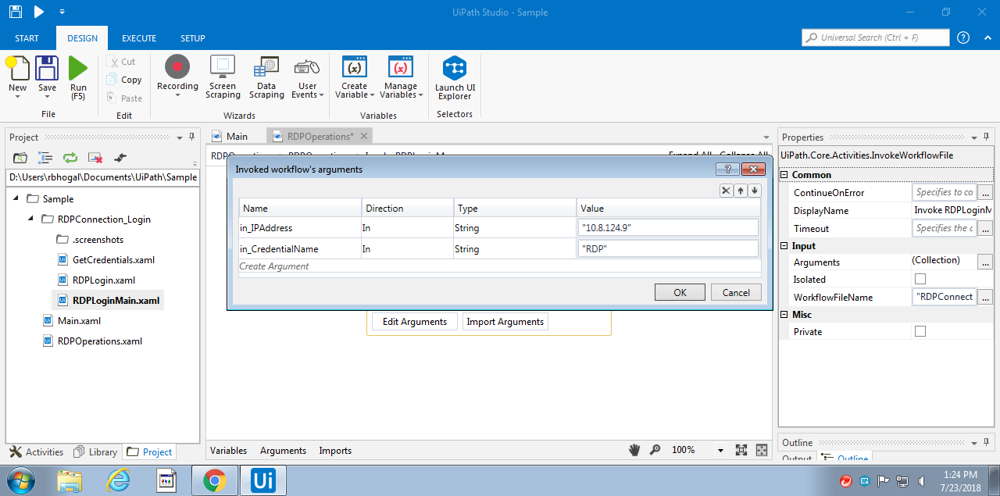 UiPath Studio - Sample
START DESIGN EXECUTE SETUP
Universal Search (Ctrl + F)
New
Save
Run
(F5)
File
Cut
Copy
Paste
Edit
Recording
Screen
Scraping
Data
Scraping
User
Events
Wizards
Create
Variable
Manage
Variables
Variables
Launch UI
Explorer
Selectors
Project
D:\Users\rbhogal\Documents\UiPath\Sample
Sample
RDPConnection_Login
.screenshots
GetCredentials.xaml
RDPLogin.xaml
RDPLoginMain.xaml
Main.xaml
RDPOperations.xaml
Activities Library Project
Main RDPOperations*
Expand All Collapse All
Invoked workflow's arguments
?
Name Direction Type Value
in_IPAddress In String "10.8.124.9"
in_CredentialName In String "RDP"
Create Argument
OK Cancel
Edit Arguments Import Arguments
Variables Arguments Imports
100%
Properties
UiPath.Core.Activities.InvokeWorkflowFile
Common
ContinueOnError Specifies to co ...
DisplayName Invoke RDPLoginM
Timeout Specifies the c ...
Input
Arguments (Collection) ...
Isolated
WorkflowFileName "RDPConnect ...
Misc
Private
Outline
Output Outline
Ui
1:24 PM
7/23/2018